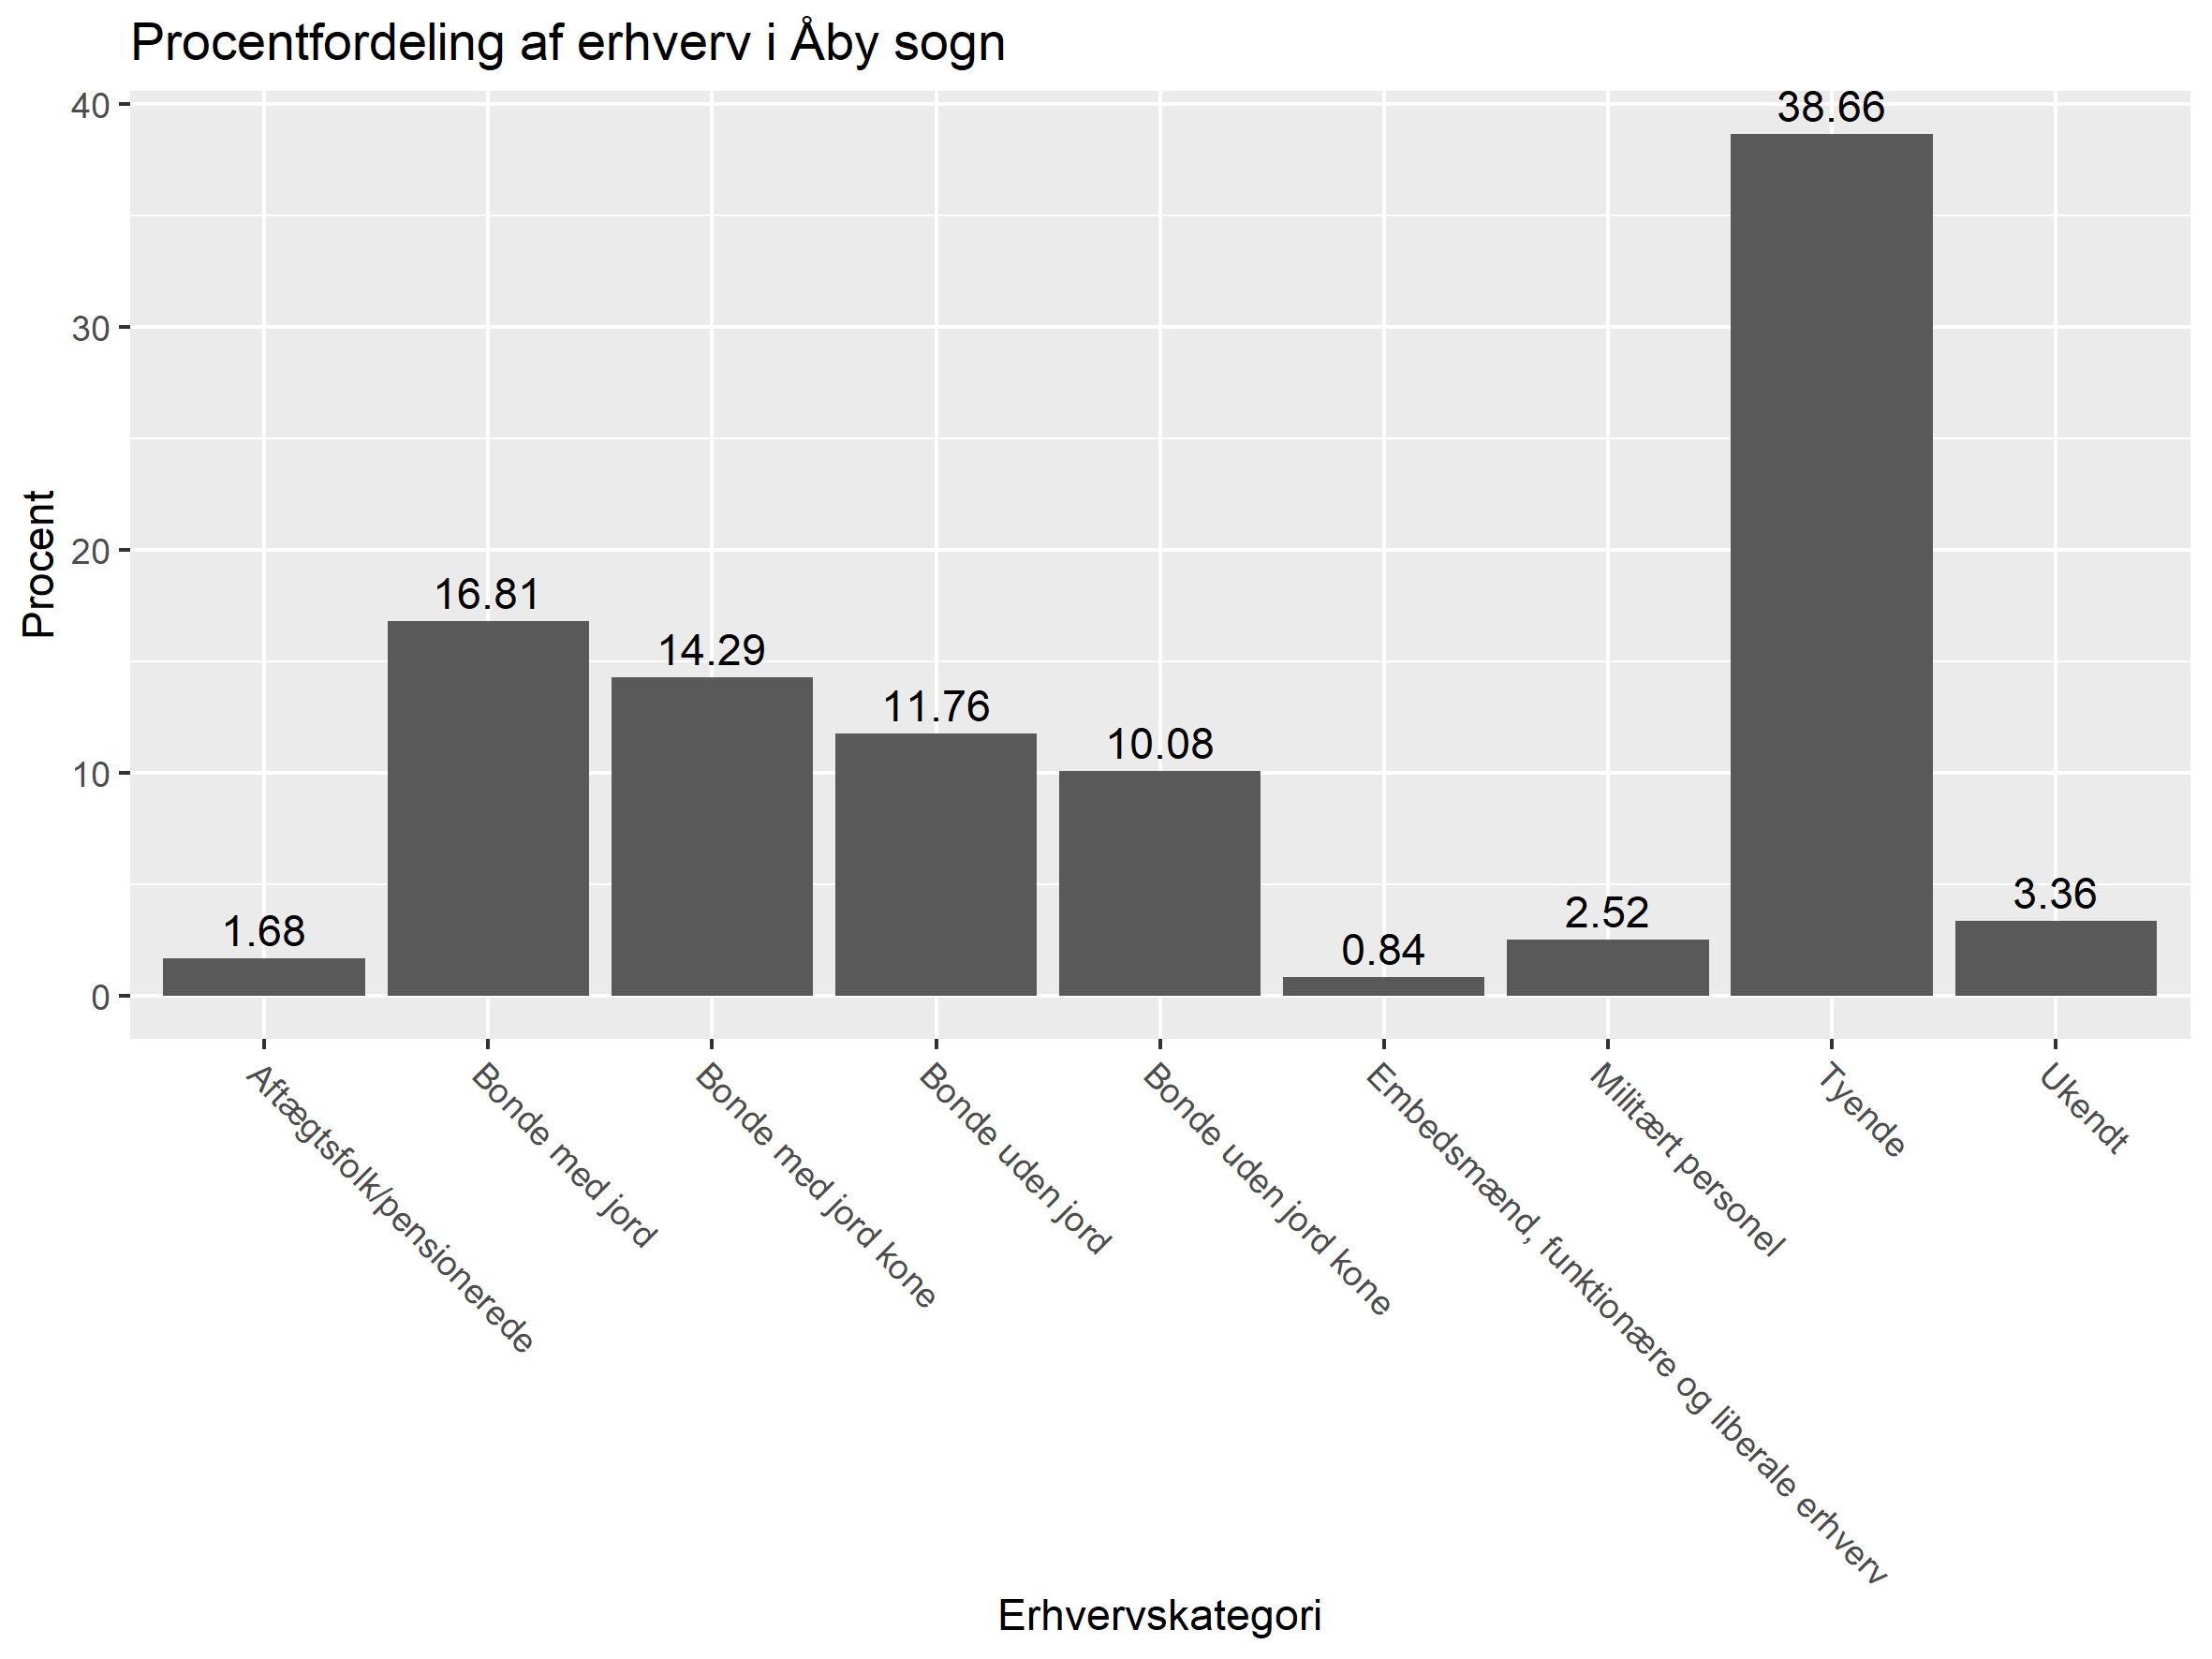 Procentfordeling af erhverv i Åby sogn
Procent
40
30
20
10
0
1.68
16.81
14.29
11.76
10.08
0.84
2.52
38.66
3.36
Aftægtsfolk/pensionerede
Bonde med jord
Bonde med jord kone
Bonde uden jord
Bonde uden jord kone
Embedsmænd, funktionære og liberale erhverv
Militært personel
Tyende
Ukendt
Erhvervskategori